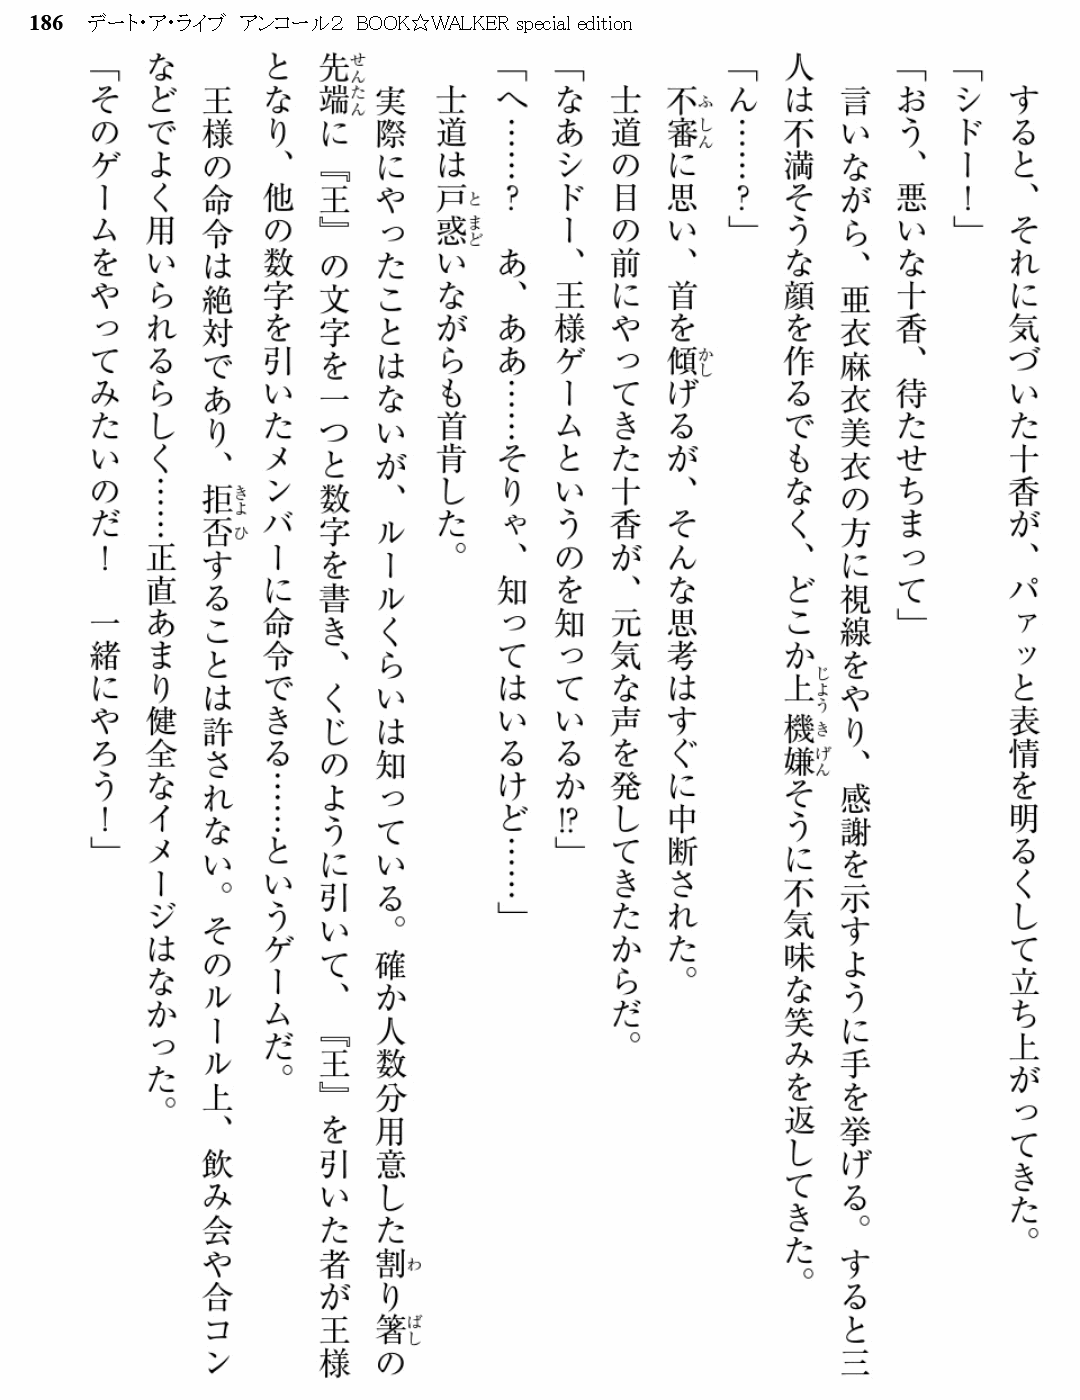 186 デート・ア・ライブ アンコール2 BOOK☆WALKER special edition
すると、それに気づいた十香が、パァッと表情を明るくして立ち上がってきた。
「シドー！」
「おう、悪いな十香、待たせちまって」
言いながら、亜衣麻衣美衣の方に視線をやり、感謝を示すように手を挙げる。すると三
人は不満そうな顔を作るでもなく、どこか上機嫌そうに不気味な笑みを返してきた。
「ん……？」
不審に思い、首を傾げるが、そんな思考はすぐに中断された。
士道の目の前にやってきた十香が、元気な声を発してきたからだ。
「なあシドー、王様ゲームというのを知っているか!?」
「へ……？　あ、ああ……そりゃ、知ってはいるけど……」
士道は戸惑いながらも首肯した。
実際にやったことはないが、ルールくらいは知っている。確か人数分用意した割り箸の
先端に『王』の文字を一つと数字を書き、くじのように引いて、『王』を引いた者が王様
となり、他の数字を引いたメンバーに命令できる……というゲームだ。
王様の命令は絶対であり、拒否することは許されない。そのルール上、飲み会や合コン
などでよく用いられるらしく……正直あまり健全なイメージはなかった。
「そのゲームをやってみたいのだ！　一緒にやろう！」